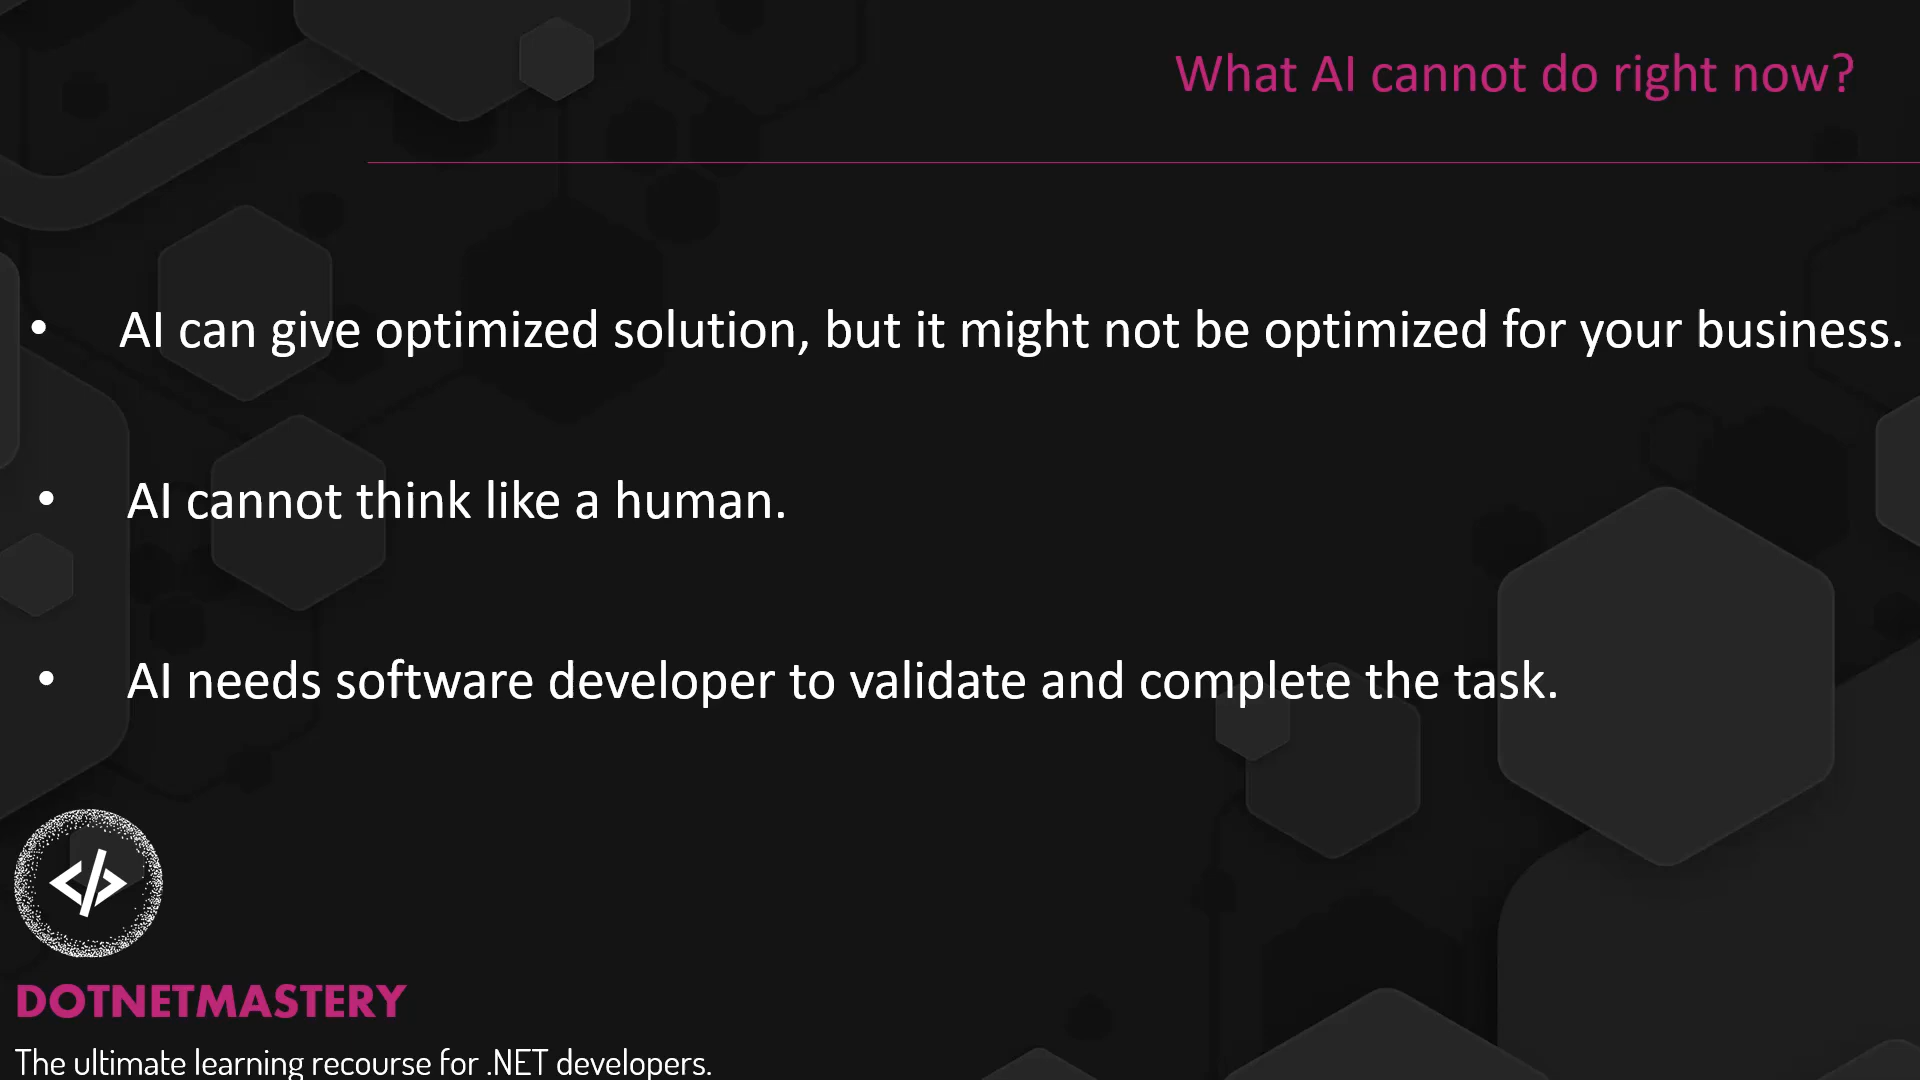 What AI cannot do right now?
• AI can give optimized solution, but it might not be optimized for your business.
• AI cannot think like a human.
• AI needs software developer to validate and complete the task.
</>
DOTNETMASTERY
The ultimate learning recourse for .NET developers.